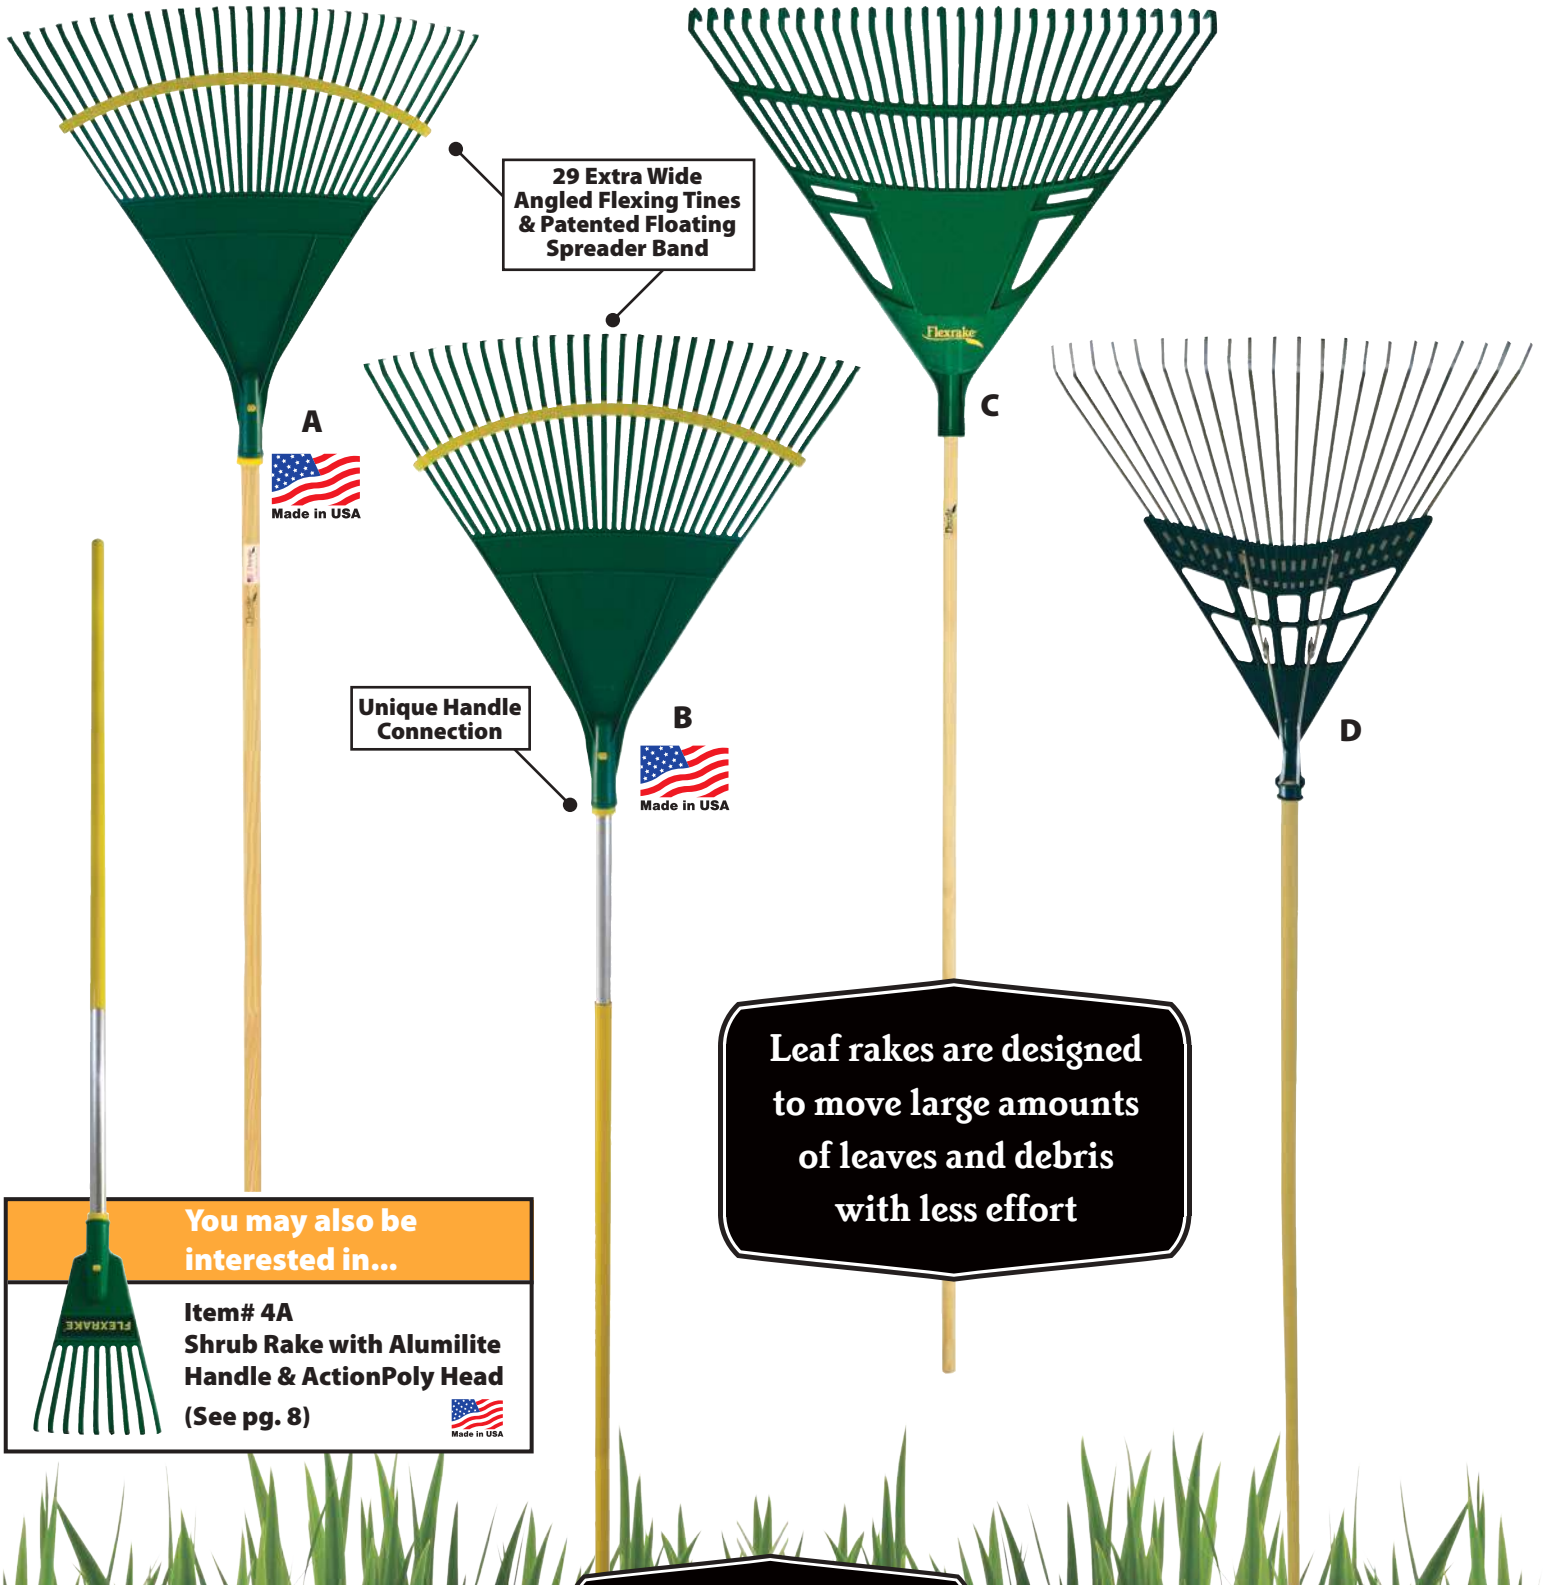 29 Extra Wide
Angled Flexing Tines
& Patented Floating
Spreader Band
Flexrake
A
Made in USA
C
Unique Handle
Connection
B
Made in USA
D
Leaf rakes are designed
to move large amounts
of leaves and debris
with less effort
You may also be
interested in...
FLEXRAKE
Item# 4A
Shrub Rake with Alumilite
Handle & ActionPoly Head
(See pg. 8)
Made in USA